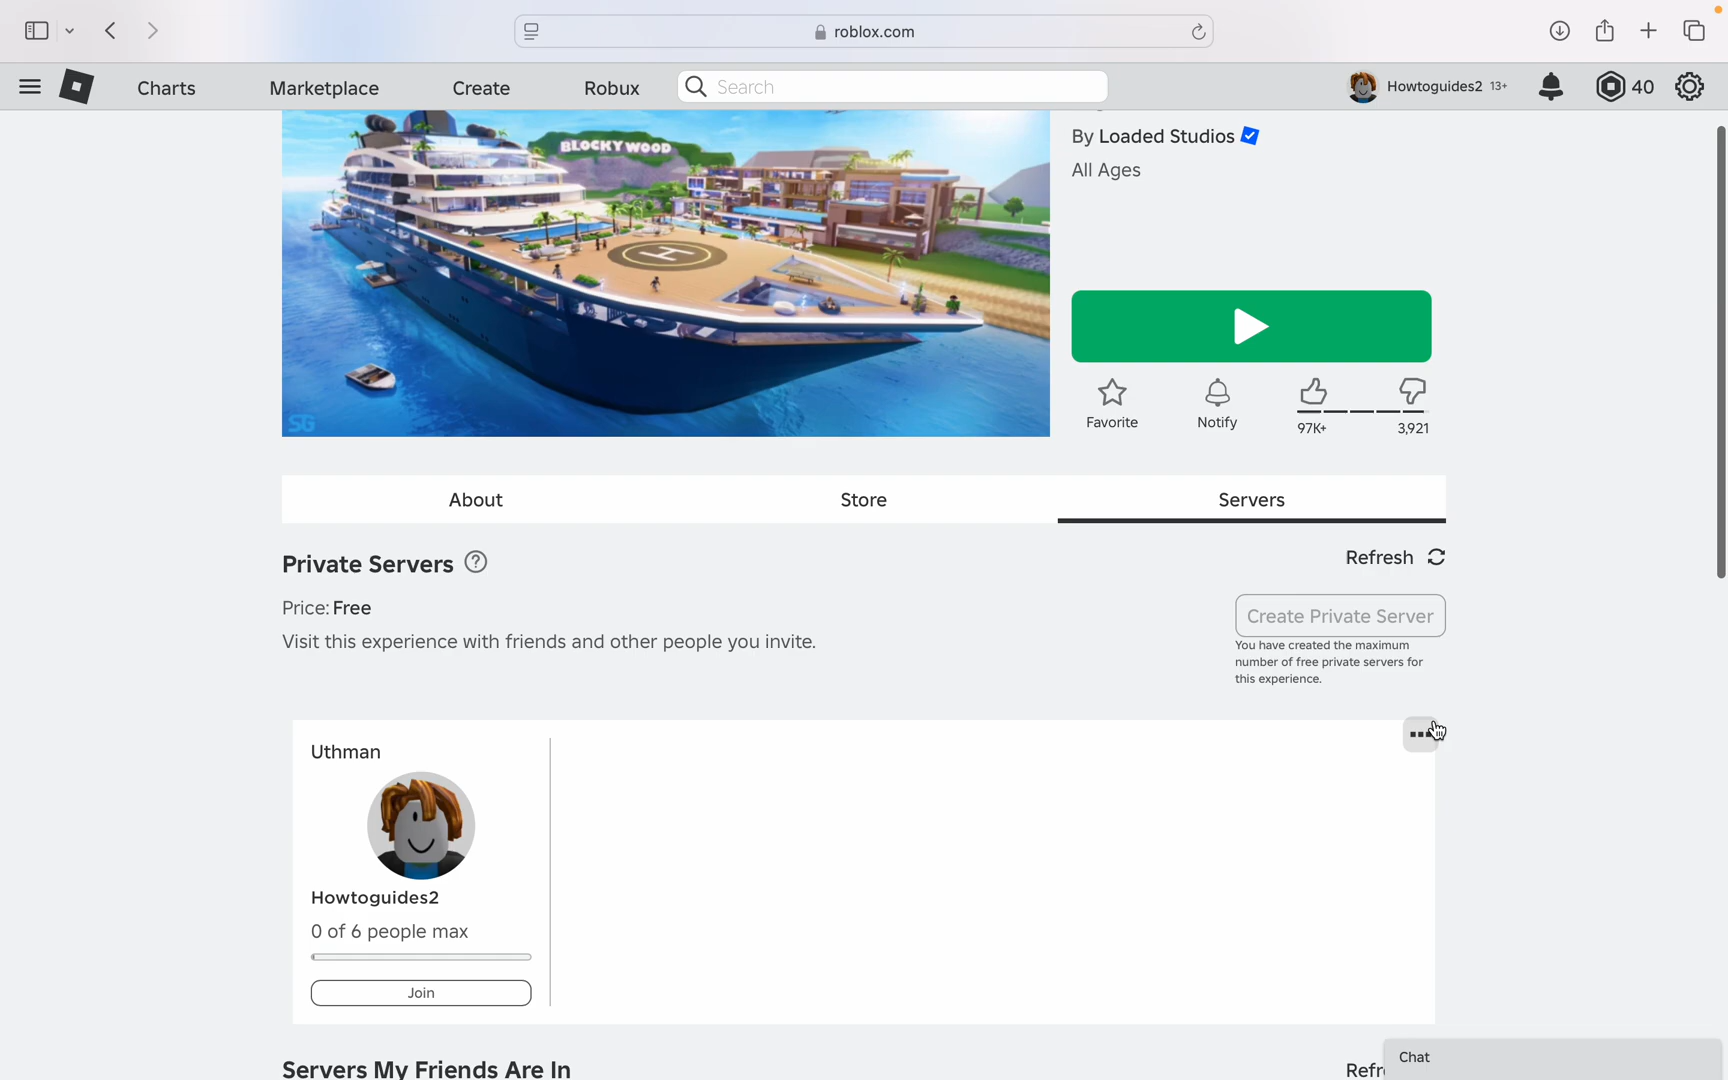 roblox.com
Charts
Marketplace
Create
Robux
Search
Howtoguides2 13+
40
BLOCKYWOOD
H
SG
By Loaded Studios
All Ages
Favorite
Notify
97K+
3,921
About
Store
Servers
Private Servers ?
Refresh
Price: Free
Visit this experience with friends and other people you invite.
Create Private Server
You have created the maximum
number of free private servers for
this experience.
Uthman
Howtoguides2
0 of 6 people max
Join
Servers My Friends Are In
Refr
Chat